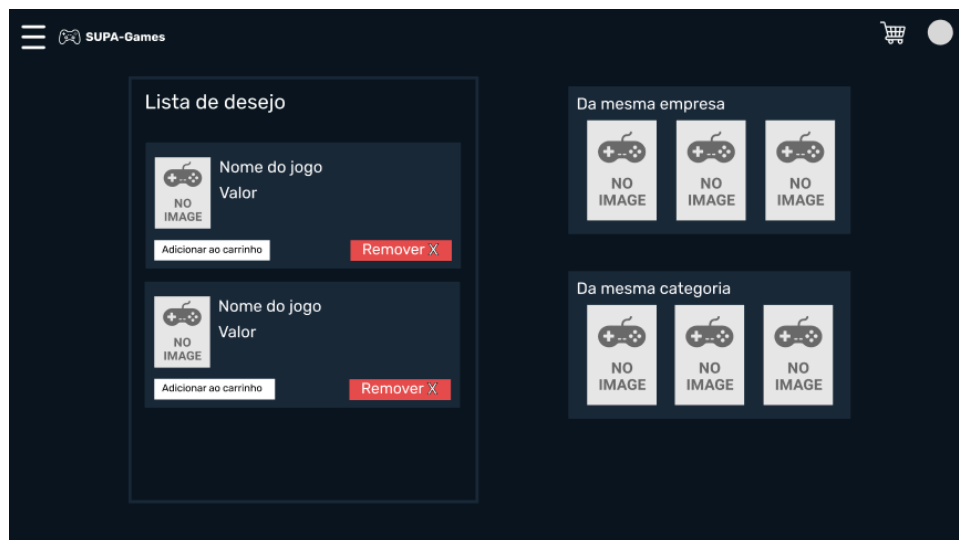 SUPA-Games
Lista de desejo
Nome do jogo
Valor
NO
IMAGE
Adicionar ao carrinho
Remover X
Nome do jogo
Valor
NO
IMAGE
Adicionar ao carrinho
Remover X
Da mesma empresa
NO IMAGE
NO IMAGE
NO IMAGE
Da mesma categoria
NO IMAGE
NO IMAGE
NO IMAGE